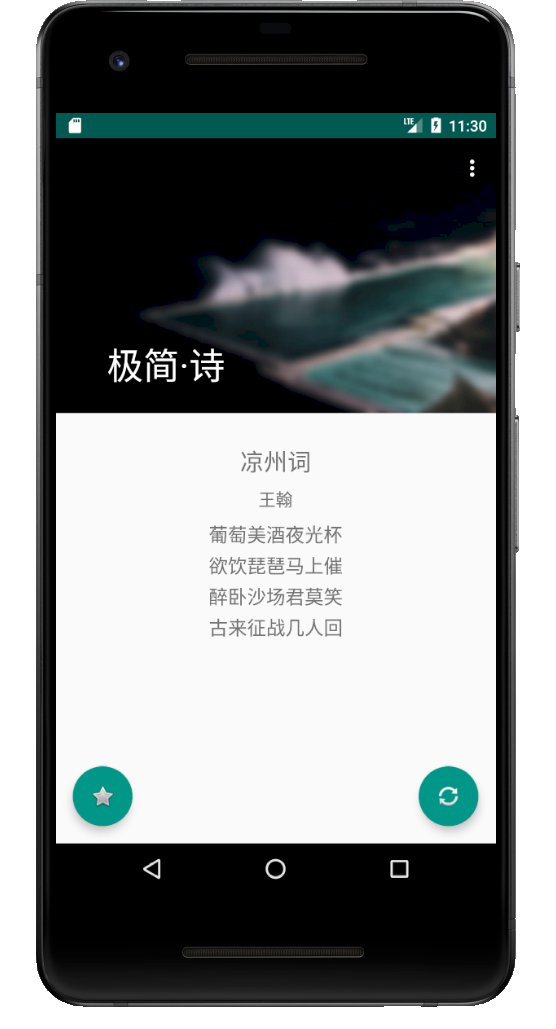 LTE 11:30
极简·诗
凉州词
王翰
葡萄美酒夜光杯
欲饮琵琶马上催
醉卧沙场君莫笑
古来征战几人回